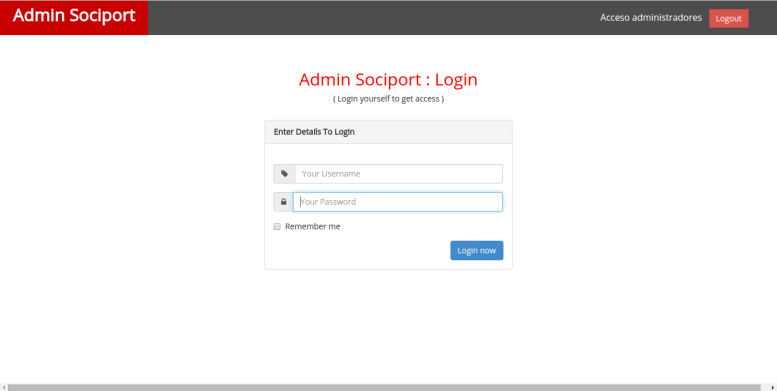 Admin Sociport
Acceso administradores
Logout
Admin Sociport : Login
( Login yourself to get access )
Enter Details To Login
Your Username
Your Password
Remember me
Login now